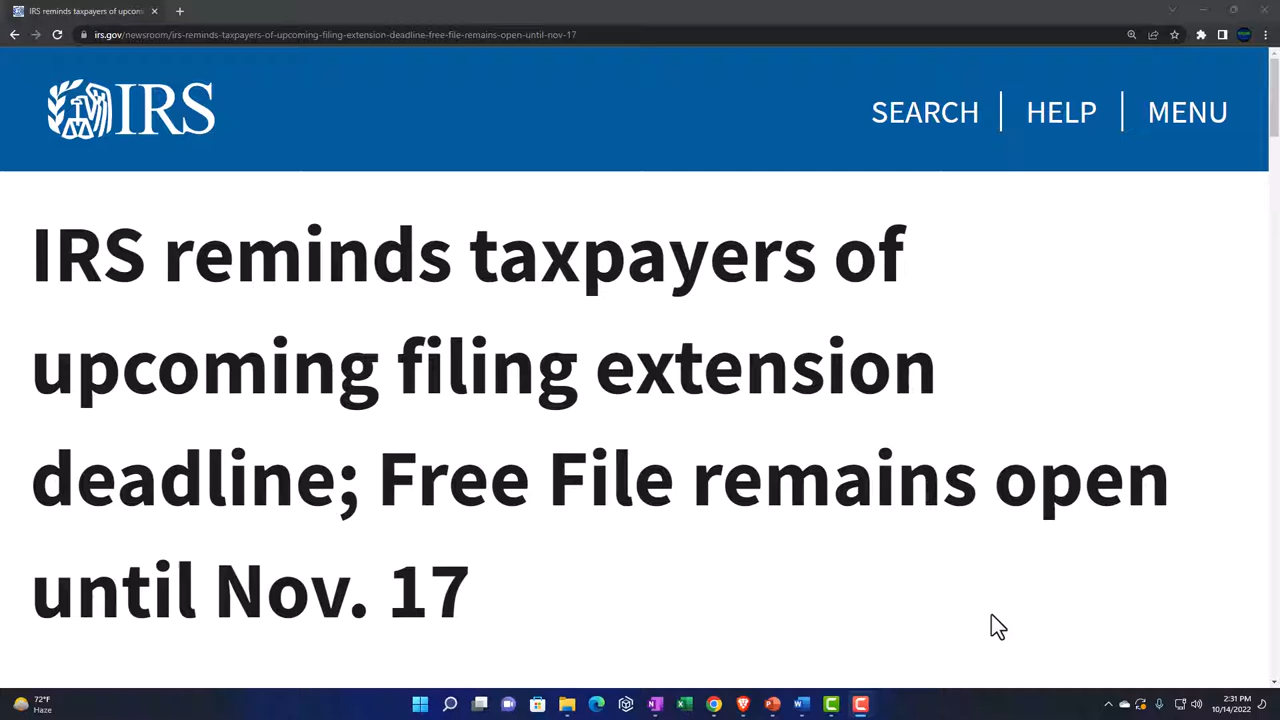 IRS reminds taxpayers of upcom
irs.gov/newsroom/irs-reminds-taxpayers-of-upcoming-filing-extension-deadline-free-file-remains-open-until-nov-17
IRS
SEARCH
HELP
MENU
IRS reminds taxpayers of
upcoming filing extension
deadline; Free File remains open
until Nov. 17
72°F
Haze
2:31 PM
10/14/2022